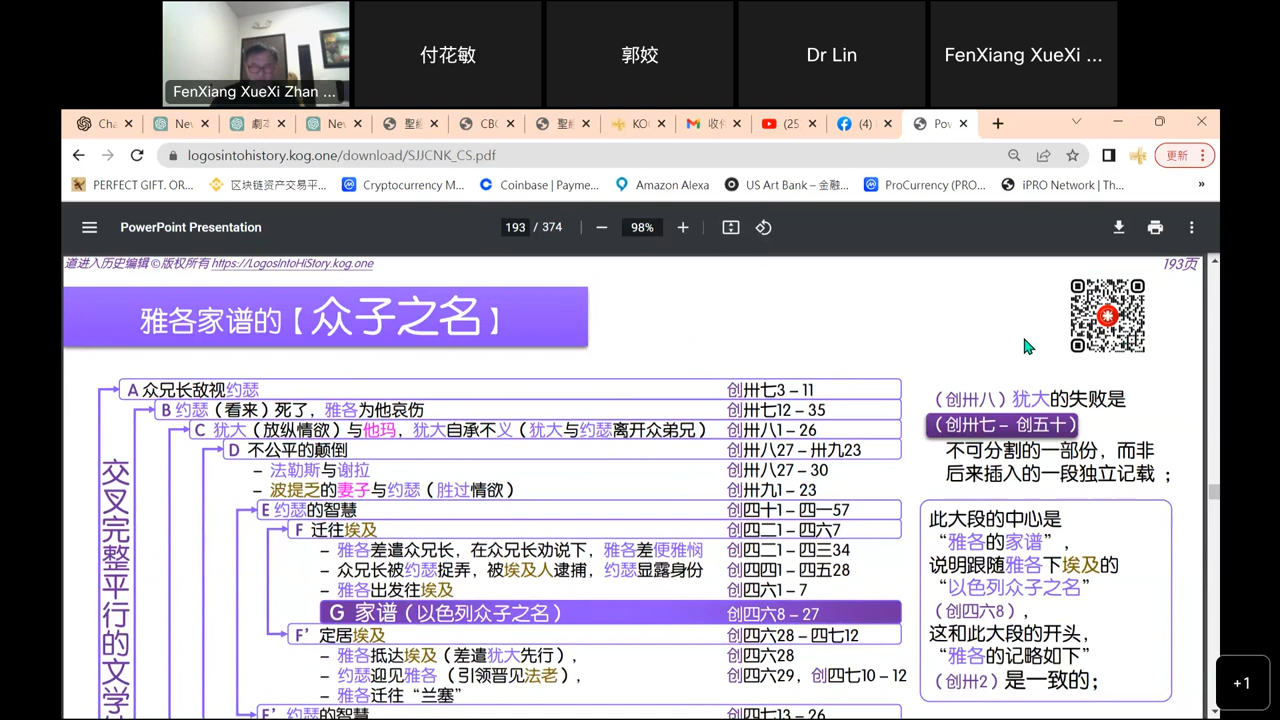 FenXiang XueXi Zhan ...
付花敏
郭姣
Dr Lin
FenXiang XueXi ...
Ch
Ne
劇
Ne
聖
CBC
聖
KO
收
(25
(4)
Pow
logosintohistory.kog.one/download/SJJCNK_CS.pdf
更新
PERFECT GIFT. OR...
区块链资产交易平...
Cryptocurrency M...
Coinbase | Payme...
Amazon Alexa
US Art Bank – 金融...
ProCurrency (PRO...
iPRO Network | Th...
»
PowerPoint Presentation
193 / 374
98%
道进入历史编辑©版权所有 https://LogosIntoHiStory.kog.one
193页
雅各家谱的【众子之名】
A 众兄长敌视约瑟 创卅七3 – 11
B 约瑟（看来）死了，雅各为他哀伤 创卅七12 – 35
C 犹大（放纵情欲）与他玛，犹大自承不义（犹大与约瑟离开众弟兄） 创卅八1 – 26
D 不公平的颠倒 创卅八27 – 卅九23
– 法勒斯与谢拉 创卅八27 – 30
– 波提乏的妻子与约瑟（胜过情欲） 创卅九1 – 23
E 约瑟的智慧 创四十1 – 四一57
F 迁往埃及 创四二1 – 四六7
– 雅各差遣众兄长，在众兄长劝说下，雅各差便雅悯 创四二1 – 四三34
– 众兄长被约瑟捉弄，被埃及人逮捕，约瑟显露身份 创四四1 – 四五28
– 雅各出发往埃及 创四六1 – 7
G 家谱（以色列众子之名） 创四六8 – 27
F’ 定居埃及 创四六28 – 四七12
– 雅各抵达埃及（差遣犹大先行）， 创四六28
– 约瑟迎见雅各（引领晋见法老）， 创四六29，创四七10 – 12
– 雅各迁往“兰塞”
E’ 约瑟的智慧 创四七13 – 26
交叉完整平行的文学
（创卅八）犹大的失败是
（创卅七 – 创五十）
不可分割的一部份，而非
后来插入的一段独立记载；
此大段的中心是
“雅各的家谱”，
说明跟随雅各下埃及的
“以色列众子之名”
（创四六8），
这和此大段的开头，
“雅各的记略如下”
（创卅2）是一致的；
+1